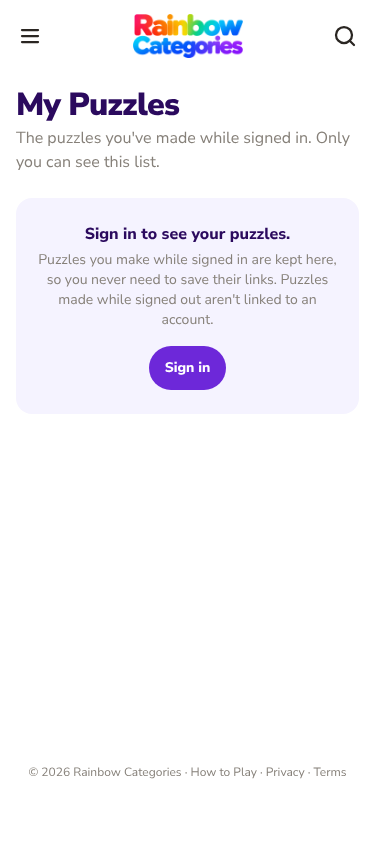 Rainbow
Categories
My Puzzles
The puzzles you've made while signed in. Only
you can see this list.
Sign in to see your puzzles.
Puzzles you make while signed in are kept here,
so you never need to save their links. Puzzles
made while signed out aren't linked to an
account.
Sign in
© 2026 Rainbow Categories · How to Play · Privacy · Terms